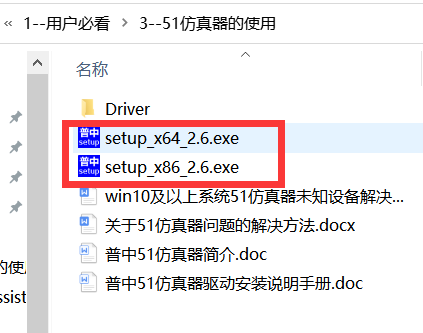 « 1--用户必看 › 3--51仿真器的使用
名称
Driver
普中 setup setup_x64_2.6.exe
普中 setup setup_x86_2.6.exe
win10及以上系统51仿真器未知设备解决...
关于51仿真器问题的解决方法.docx
普中51仿真器简介.doc
的使用 普中51仿真器驱动安装说明手册.doc
sist